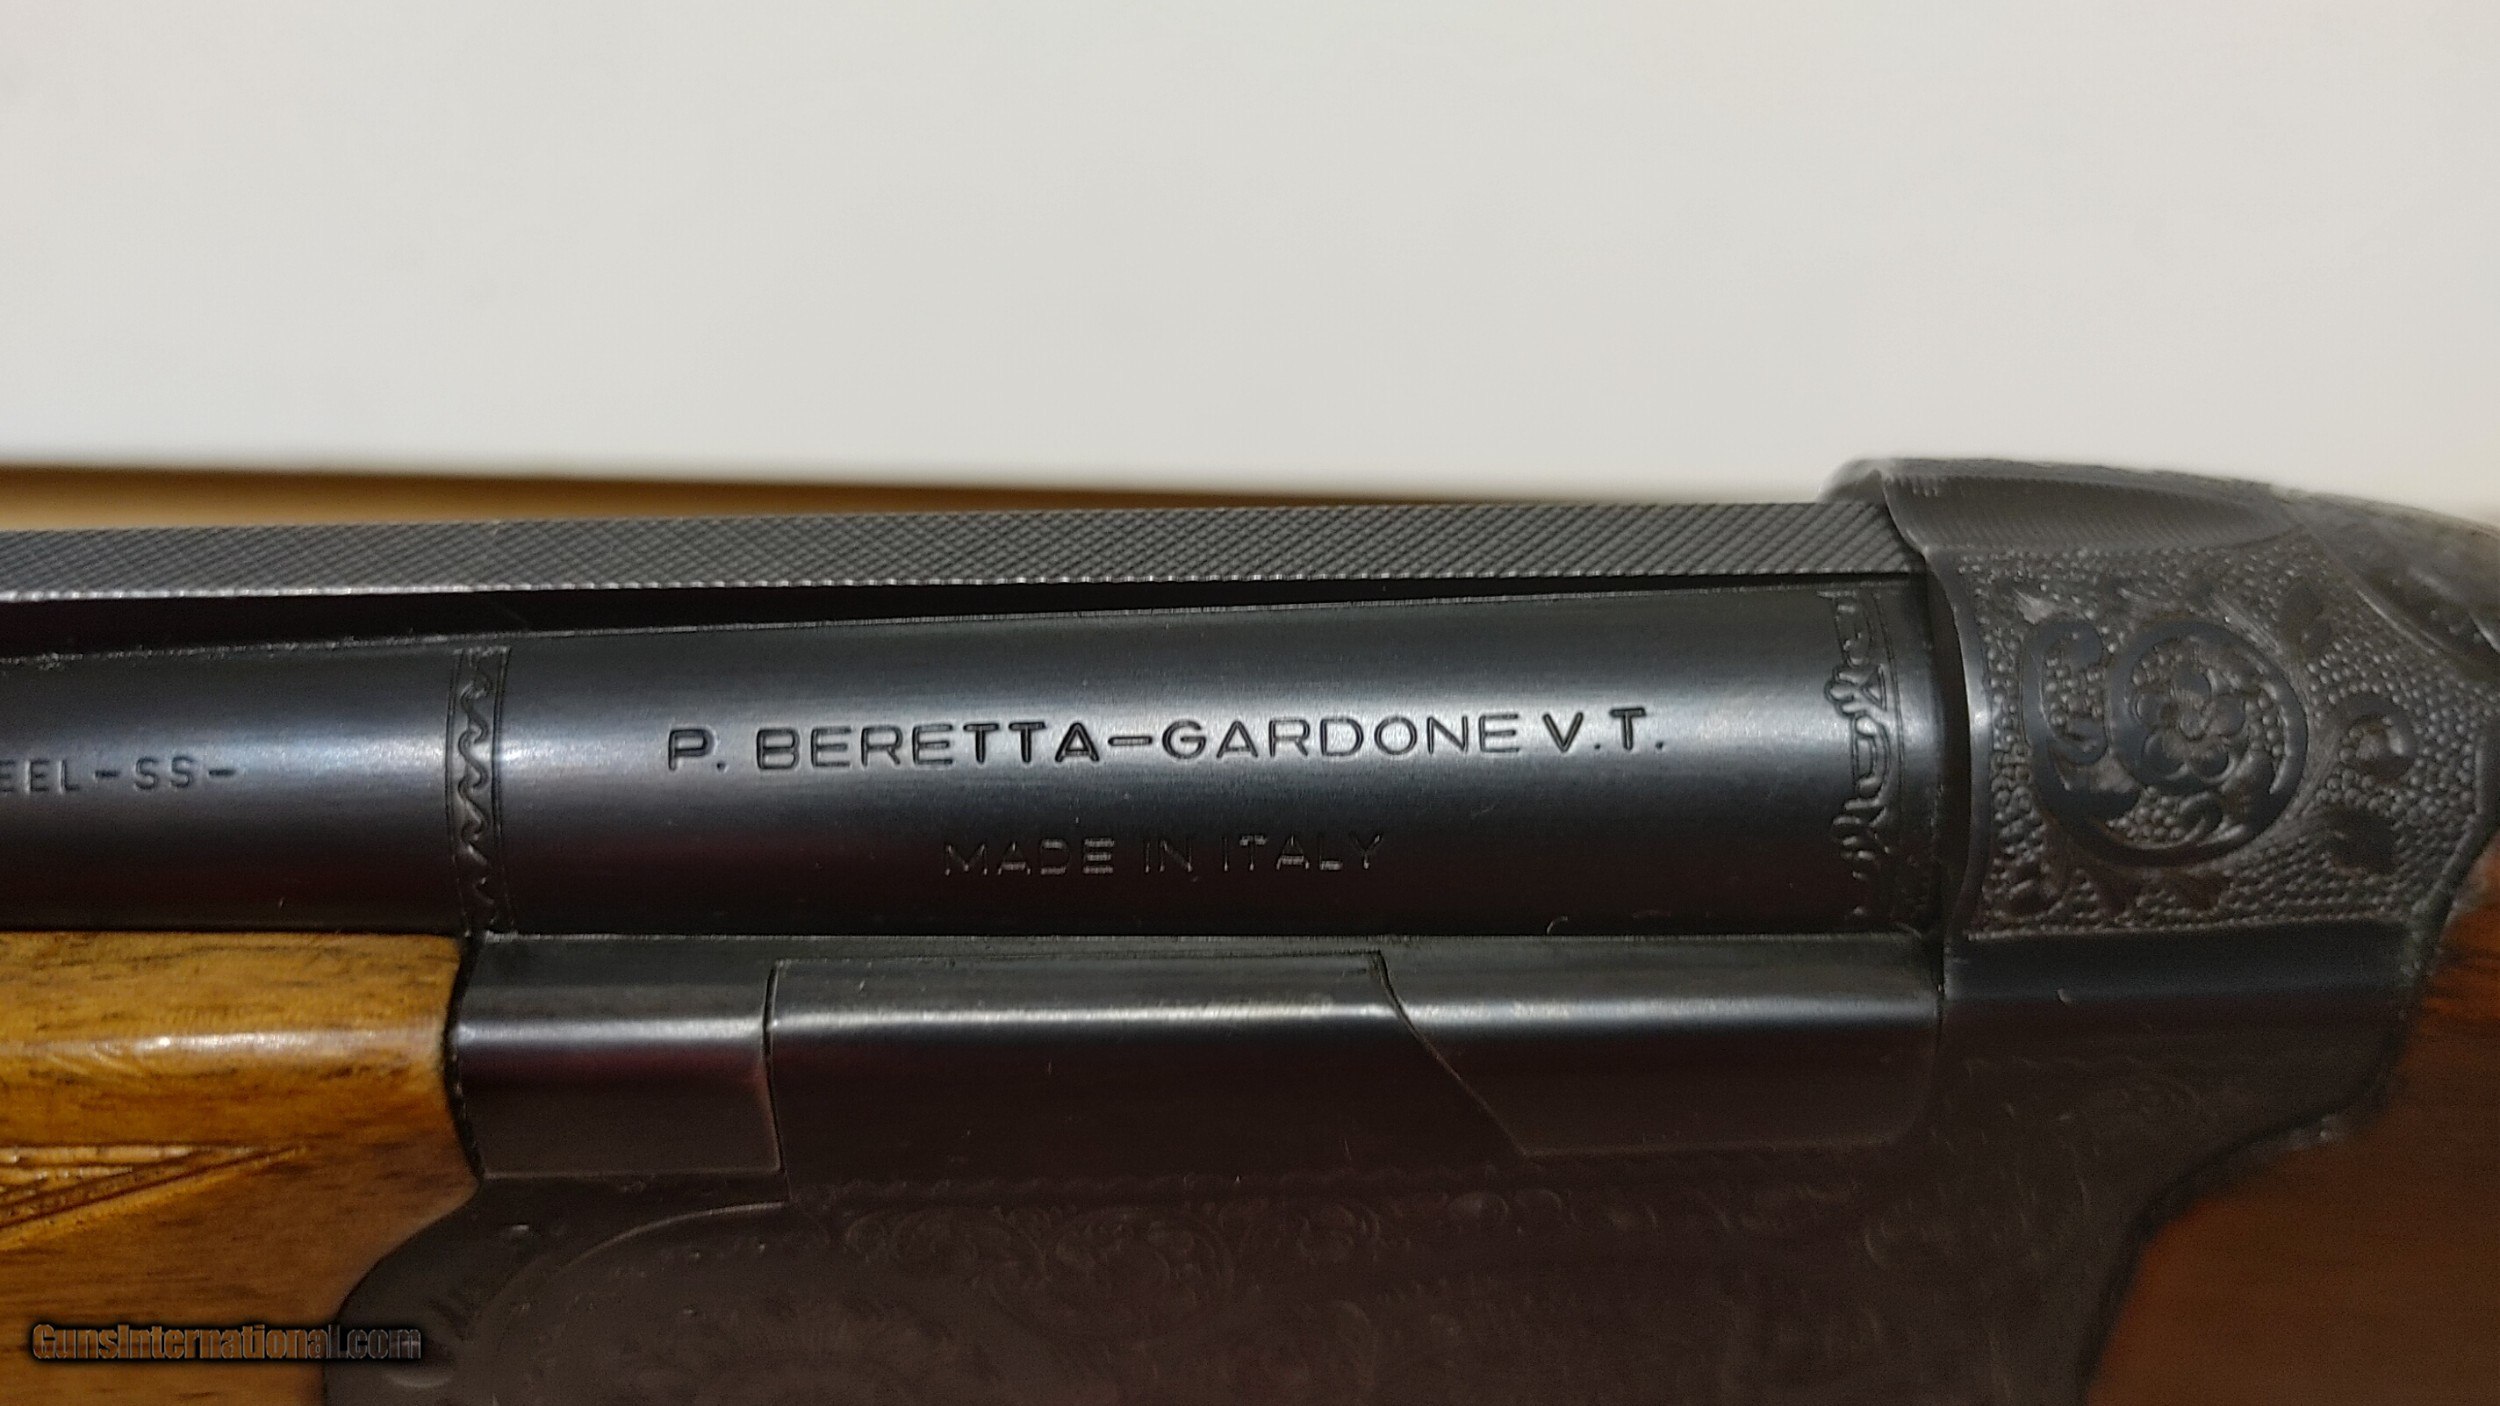 P. BERETTA-GARDONE V.T.
EEL-SS-
MADE IN ITALY
GunsInternational.com